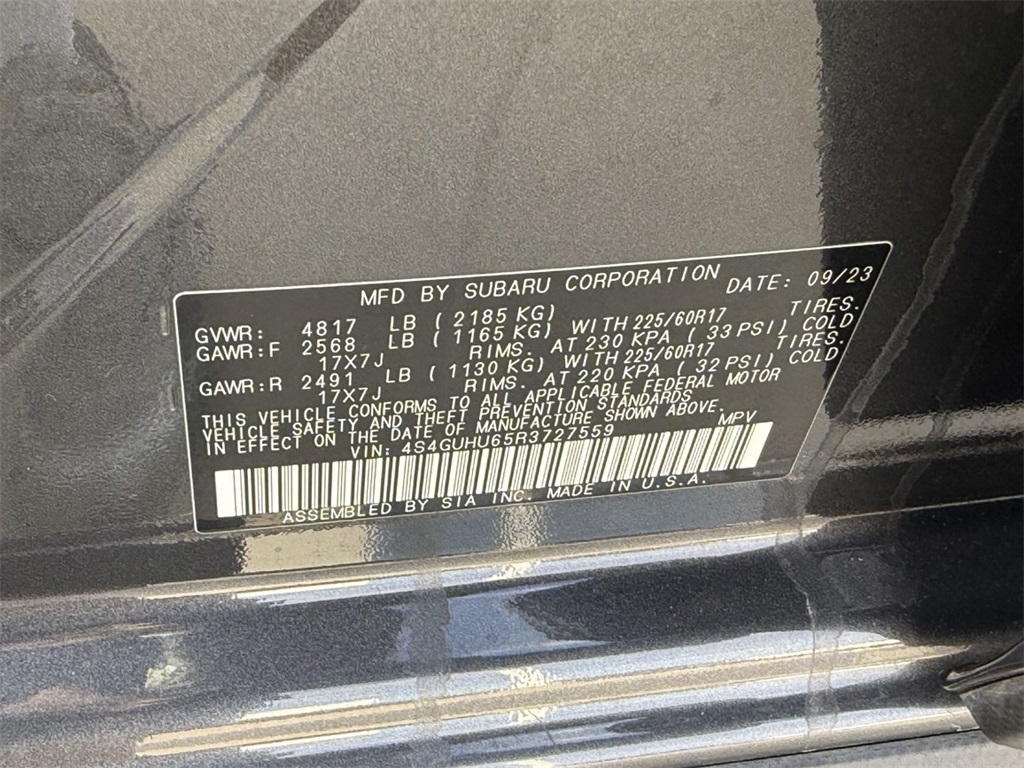 MFD BY SUBARU CORPORATION DATE: 09/23
GVWR: 4817 LB ( 2185 KG)
GAWR:F 2568 LB ( 1165 KG) WITH 225/60R17 TIRES.
17X7J RIMS. AT 230 KPA ( 33 PSI) COLD
GAWR:R 2491 LB ( 1130 KG) WITH 225/60R17 TIRES.
17X7J RIMS. AT 220 KPA ( 32 PSI) COLD
THIS VEHICLE CONFORMS TO ALL APPLICABLE FEDERAL MOTOR
VEHICLE SAFETY AND THEFT PREVENTION STANDARDS
IN EFFECT ON THE DATE OF MANUFACTURE SHOWN ABOVE.
VIN: 4S4GUHU65R3727559 MPV
ASSEMBLED BY SIA INC. MADE IN U.S.A.